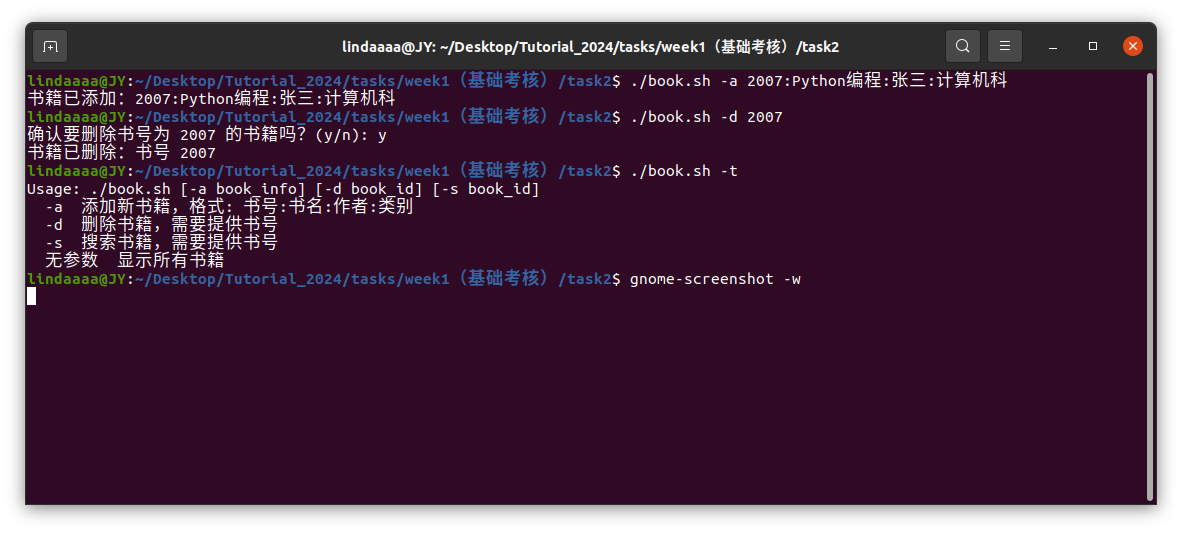 lindaaaa@JY: ~/Desktop/Tutorial_2024/tasks/week1（基础考核）/task2
lindaaaa@JY:~/Desktop/Tutorial_2024/tasks/week1（基础考核）/task2$ ./book.sh -a 2007:Python编程:张三:计算机科
书籍已添加：2007:Python编程:张三:计算机科
lindaaaa@JY:~/Desktop/Tutorial_2024/tasks/week1（基础考核）/task2$ ./book.sh -d 2007
确认要删除书号为 2007 的书籍吗？(y/n): y
书籍已删除：书号 2007
lindaaaa@JY:~/Desktop/Tutorial_2024/tasks/week1（基础考核）/task2$ ./book.sh -t
Usage: ./book.sh [-a book_info] [-d book_id] [-s book_id]
  -a  添加新书籍，格式: 书号:书名:作者:类别
  -d  删除书籍，需要提供书号
  -s  搜索书籍，需要提供书号
  无参数  显示所有书籍
lindaaaa@JY:~/Desktop/Tutorial_2024/tasks/week1（基础考核）/task2$ gnome-screenshot -w